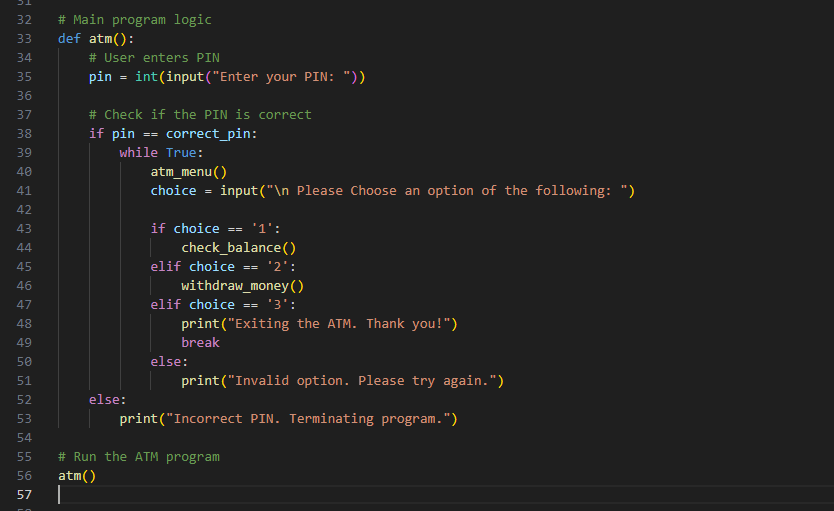 31
32 # Main program logic
33 def atm():
34     # User enters PIN
35     pin = int(input("Enter your PIN: "))
36
37     # Check if the PIN is correct
38     if pin == correct_pin:
39         while True:
40             atm_menu()
41             choice = input("\n Please Choose an option of the following: ")
42
43             if choice == '1':
44                 check_balance()
45             elif choice == '2':
46                 withdraw_money()
47             elif choice == '3':
48                 print("Exiting the ATM. Thank you!")
49                 break
50             else:
51                 print("Invalid option. Please try again.")
52     else:
53         print("Incorrect PIN. Terminating program.")
54
55 # Run the ATM program
56 atm()
57